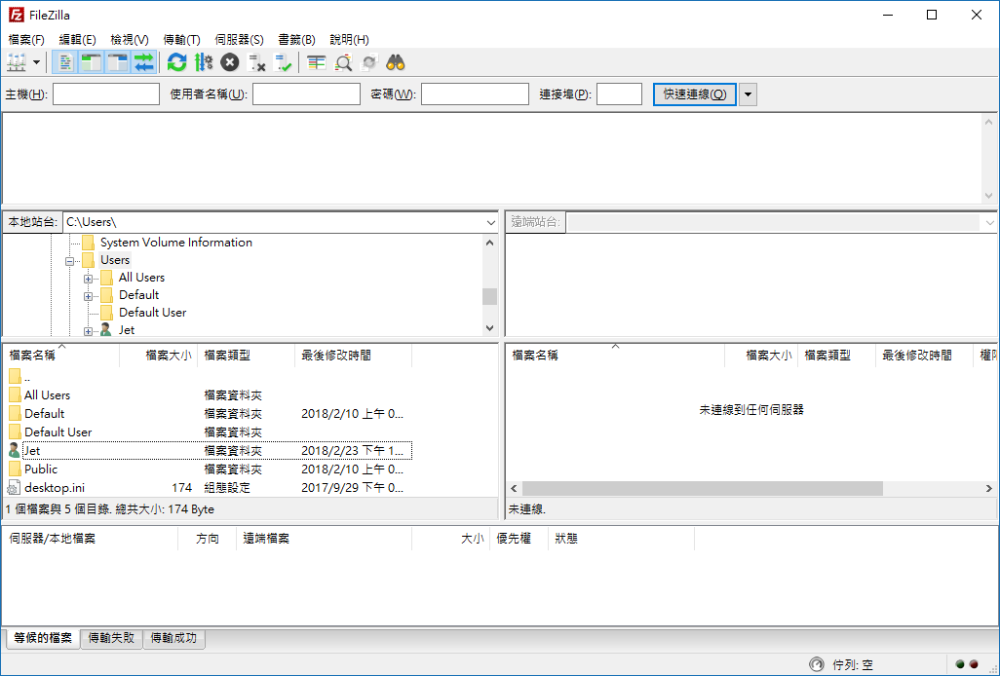 FileZilla
檔案(F) 編輯(E) 檢視(V) 傳輸(T) 伺服器(S) 書籤(B) 說明(H)
主機(H): 使用者名稱(U): 密碼(W): 連接埠(P): 快速連線(Q)
本地站台: C:\Users\ 遠端站台:
System Volume Information
Users
All Users
Default
Default User
Jet
檔案名稱 檔案大小 檔案類型 最後修改時間
..
All Users 檔案資料夾
Default 檔案資料夾 2018/2/10 上午 0...
Default User 檔案資料夾
Jet 檔案資料夾 2018/2/23 下午 1...
Public 檔案資料夾 2018/2/10 上午 0...
desktop.ini 174 組態設定 2017/9/29 下午 0...
1 個檔案與 5 個目錄. 總共大小: 174 Byte
檔案名稱 檔案大小 檔案類型 最後修改時間
未連線到任何伺服器
未連線.
伺服器/本地檔案 方向 遠端檔案 大小 優先權 狀態
等候的檔案 傳輸失敗 傳輸成功
佇列: 空